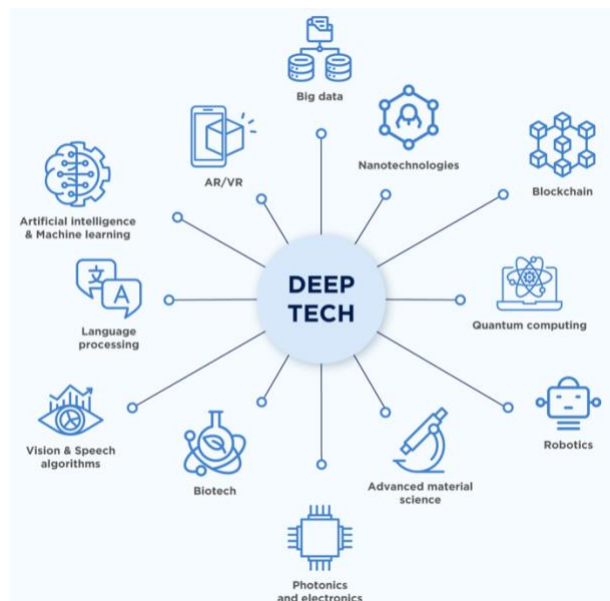 Big data
Nanotechnologies
AR/VR
Blockchain
Artificial intelligence
& Machine learning
DEEP
TECH
文
A
Language
processing
Quantum computing
Vision & Speech
algorithms
Biotech
Advanced material
science
Robotics
Photonics
and electronics